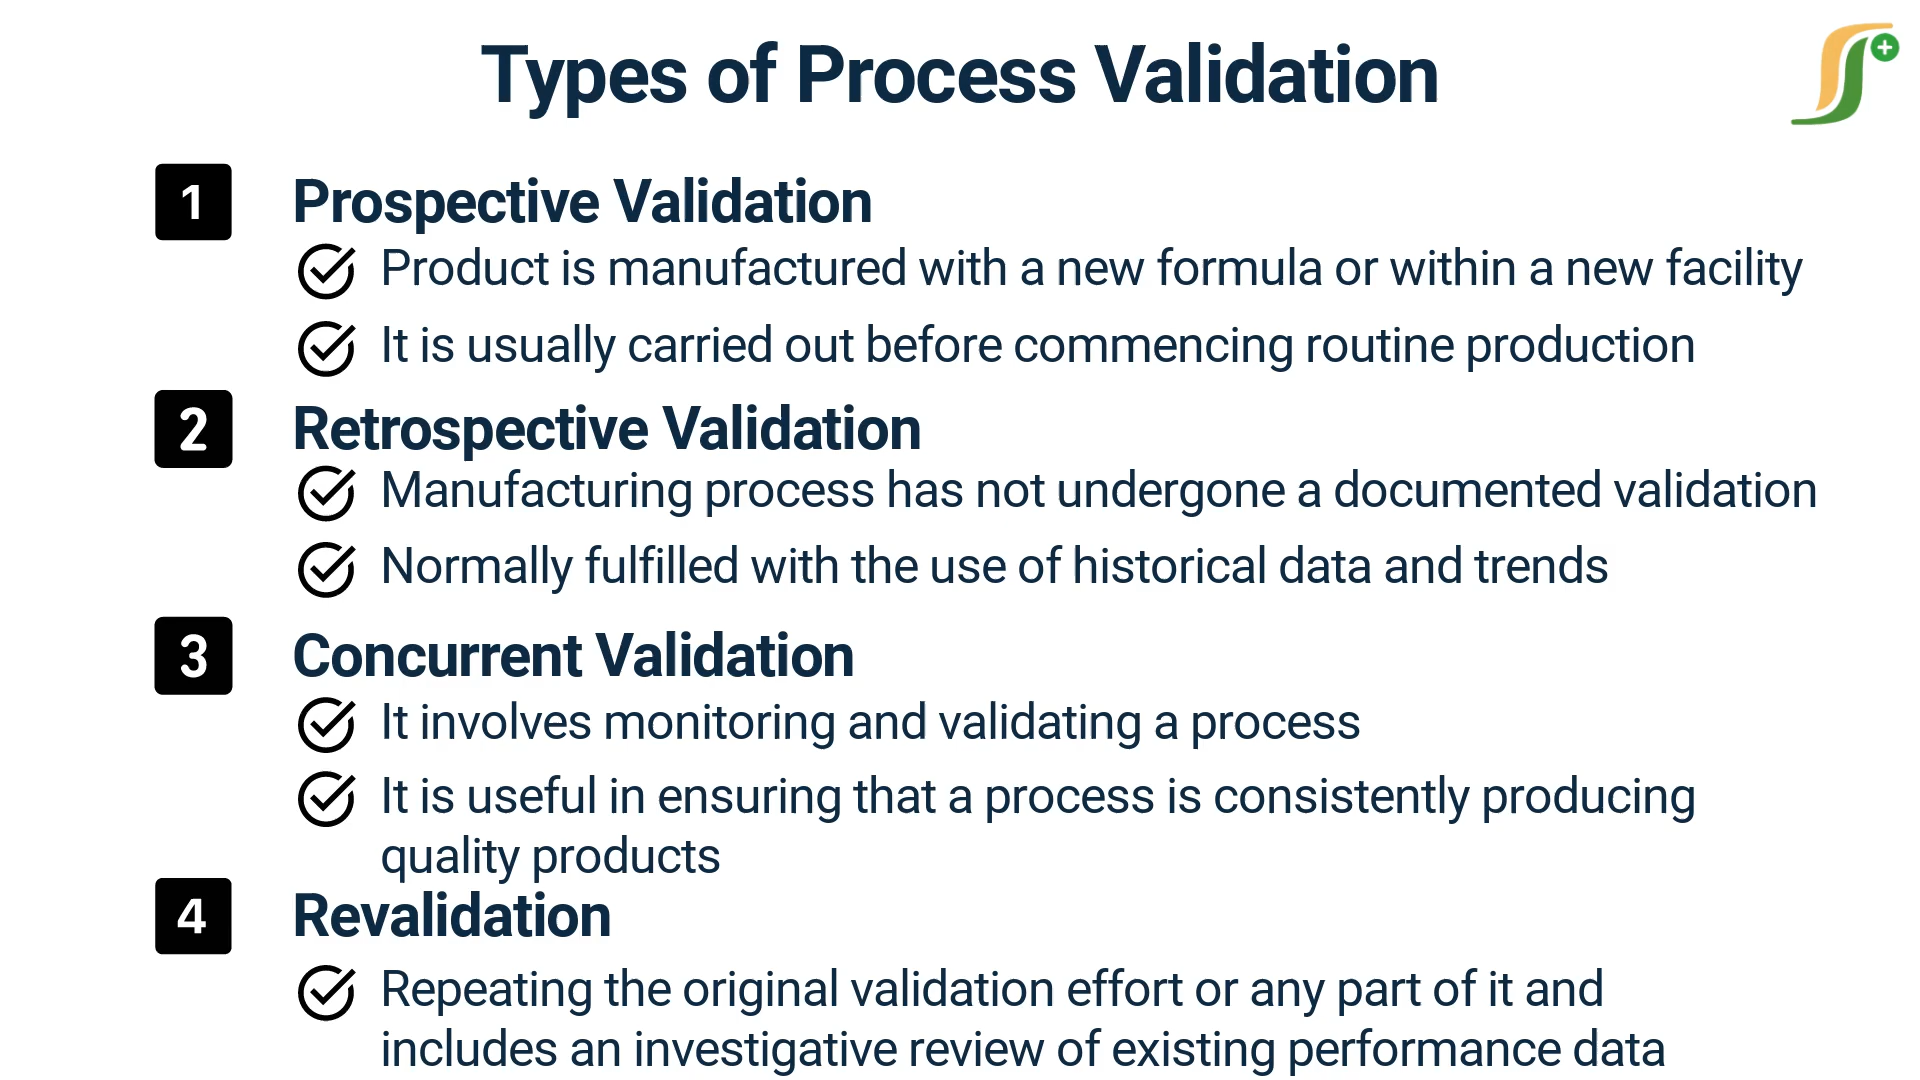 Types of Process Validation
1
Prospective Validation
Product is manufactured with a new formula or within a new facility
It is usually carried out before commencing routine production
2
Retrospective Validation
Manufacturing process has not undergone a documented validation
Normally fulfilled with the use of historical data and trends
3
Concurrent Validation
It involves monitoring and validating a process
It is useful in ensuring that a process is consistently producing
quality products
4
Revalidation
Repeating the original validation effort or any part of it and
includes an investigative review of existing performance data